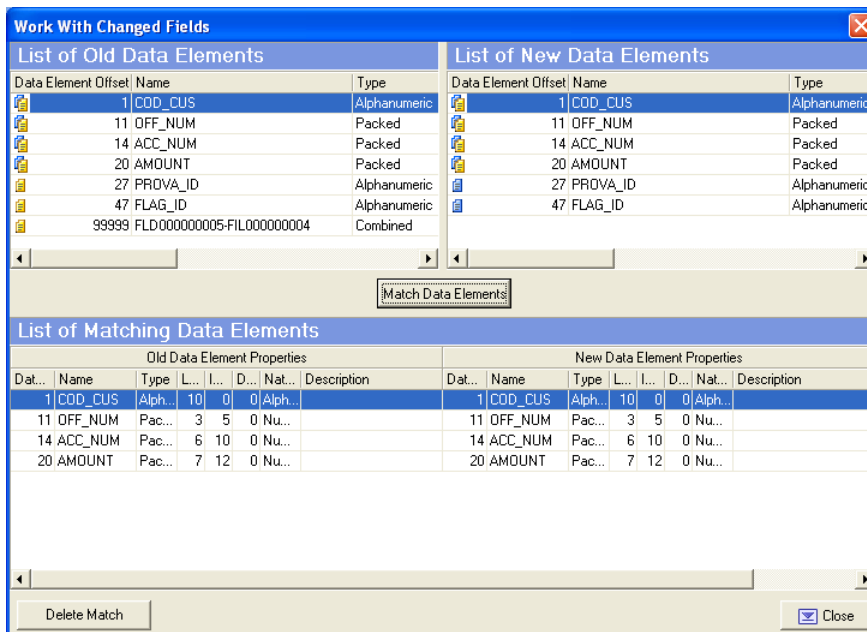 Work With Changed Fields
List of Old Data Elements
Data Element Offset Name Type
1 COD_CUS Alphanumeric
11 OFF_NUM Packed
14 ACC_NUM Packed
20 AMOUNT Packed
27 PROVA_ID Alphanumeric
47 FLAG_ID Alphanumeric
99999 FLD000000005-FIL000000004 Combined
List of New Data Elements
Data Element Offset Name Type
1 COD_CUS Alphanumeric
11 OFF_NUM Packed
14 ACC_NUM Packed
20 AMOUNT Packed
27 PROVA_ID Alphanumeric
47 FLAG_ID Alphanumeric
Match Data Elements
List of Matching Data Elements
Old Data Element Properties New Data Element Properties
Dat... Name Type L... I... D... Nat... Description Dat... Name Type L... I... D... Nat... Description
1 COD_CUS Alph... 10 0 0 Alph... 1 COD_CUS Alph... 10 0 0 Alph...
11 OFF_NUM Pac... 3 5 0 Nu... 11 OFF_NUM Pac... 3 5 0 Nu...
14 ACC_NUM Pac... 6 10 0 Nu... 14 ACC_NUM Pac... 6 10 0 Nu...
20 AMOUNT Pac... 7 12 0 Nu... 20 AMOUNT Pac... 7 12 0 Nu...
Delete Match Close